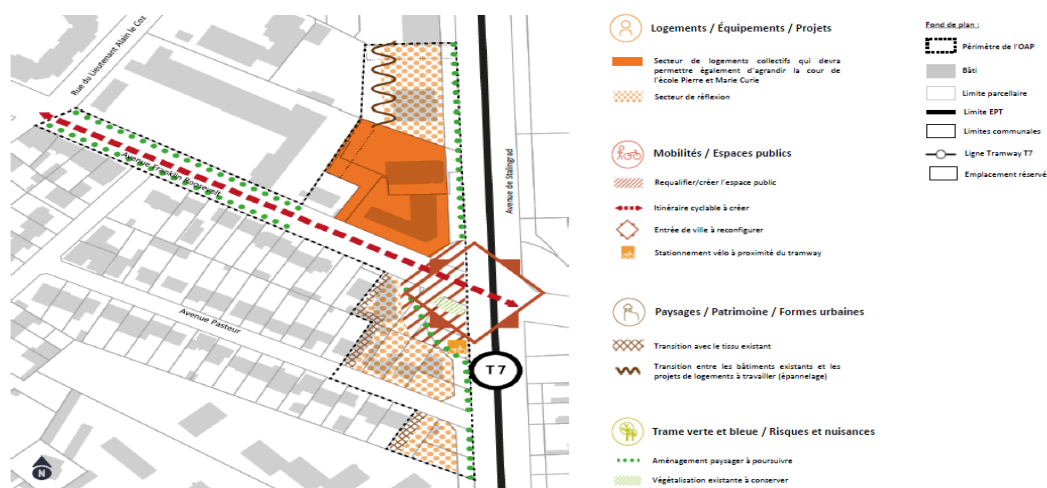 Rue du Lieutenant Alain le Coz
Avenue Franklin Roosevelt
Avenue de Stalingrad
Avenue Pasteur
T7
N
Logements / Équipements / Projets
Secteur de logements collectifs qui devra
permettre également d'agrandir la cour de
l'école Pierre et Marie Curie
Secteur de réflexion
Mobilités / Espaces publics
Requalifier/créer l'espace public
Itinéraire cyclable à créer
Entrée de ville à reconfigurer
Stationnement vélo à proximité du tramway
Paysages / Patrimoine / Formes urbaines
Transition avec le tissu existant
Transition entre les bâtiments existants et les
projets de logements à travailler (épannelage)
Trame verte et bleue / Risques et nuisances
Aménagement paysager à poursuivre
Végétalisation existante à conserver
Fond de plan :
Périmètre de l'OAP
Bâti
Limite parcellaire
Limite EPT
Limites communales
Ligne Tramway T7
Emplacement réservé